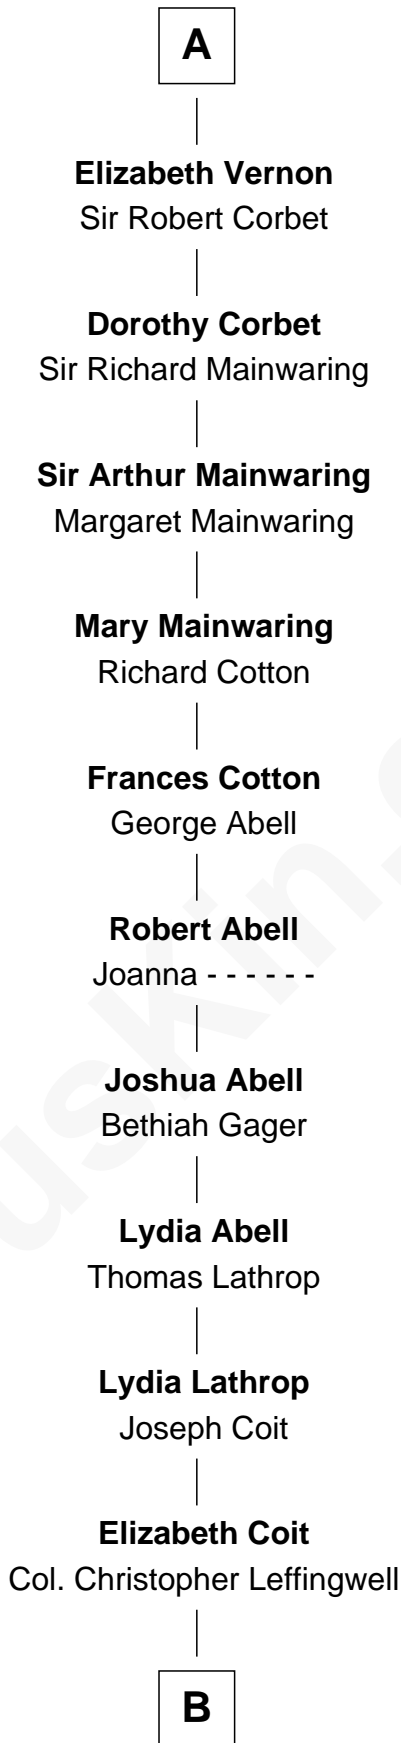 A
Elizabeth Vernon
Sir Robert Corbet
Dorothy Corbet
Sir Richard Mainwaring
Sir Arthur Mainwaring
Margaret Mainwaring
Mary Mainwaring
Richard Cotton
Frances Cotton
George Abell
Robert Abell
Joanna - - - - - -
Joshua Abell
Bethiah Gager
Lydia Abell
Thomas Lathrop
Lydia Lathrop
Joseph Coit
Elizabeth Coit
Col. Christopher Leffingwell
B